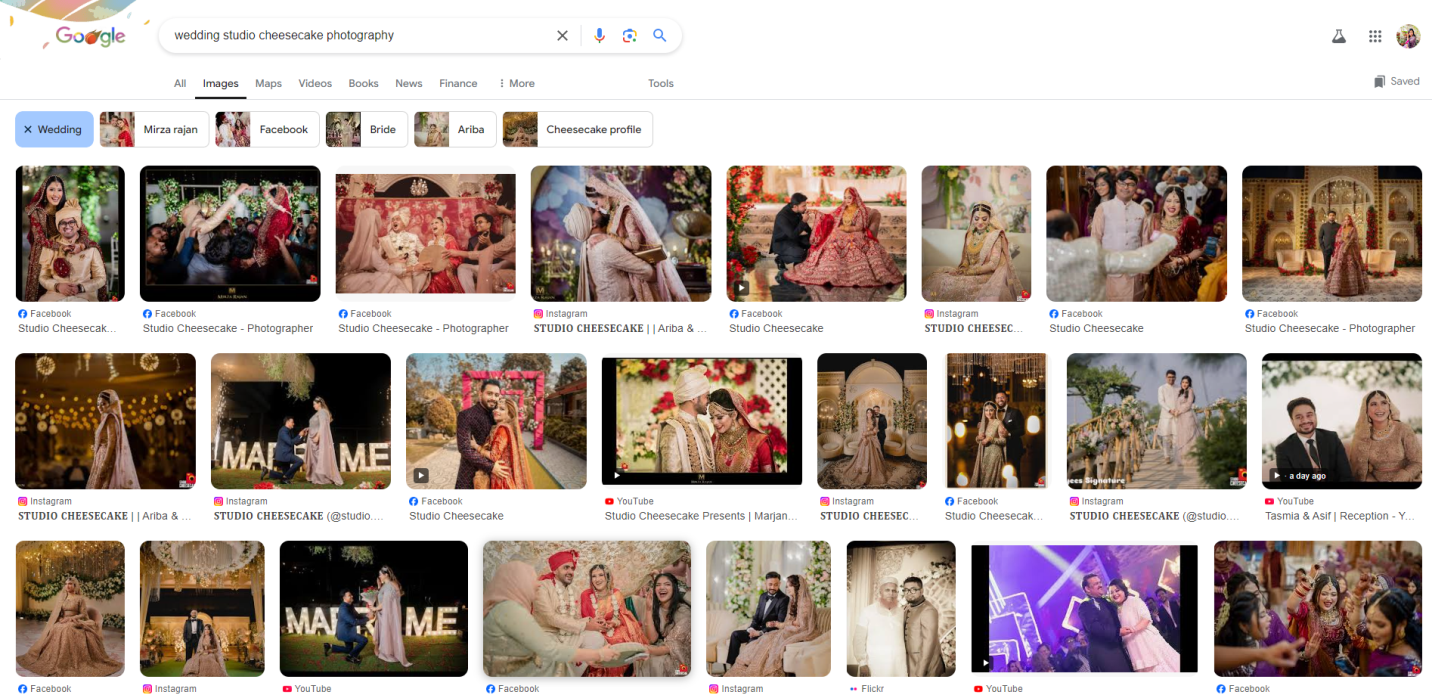 Google
wedding studio cheesecake photography
All Images Maps Videos Books News Finance More Tools
Saved
Wedding Mirza rajan Facebook Bride Ariba Cheesecake profile
Facebook
Studio Cheesecak...
Facebook
Studio Cheesecake - Photographer
Facebook
Studio Cheesecake - Photographer
Instagram
STUDIO CHEESECAKE | | Ariba & ...
Facebook
Studio Cheesecake
Instagram
STUDIO CHEESEC...
Facebook
Studio Cheesecake
Facebook
Studio Cheesecake - Photographer
MARRY ME
a day ago
Instagram
STUDIO CHEESECAKE | | Ariba & ...
Instagram
STUDIO CHEESECAKE (@studio....
Facebook
Studio Cheesecake
YouTube
Studio Cheesecake Presents | Marjan...
Instagram
STUDIO CHEESEC...
Facebook
Studio Cheesecak...
Instagram
STUDIO CHEESECAKE (@studio....
YouTube
Tasmia & Asif | Reception - Y...
MARRY ME
Facebook
Instagram
YouTube
Facebook
Instagram
Flickr
YouTube
Facebook